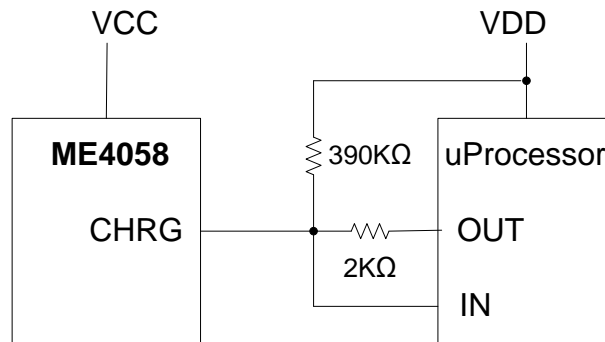 VCC
VDD
ME4058
390KΩ
uProcessor
CHRG
OUT
2KΩ
IN